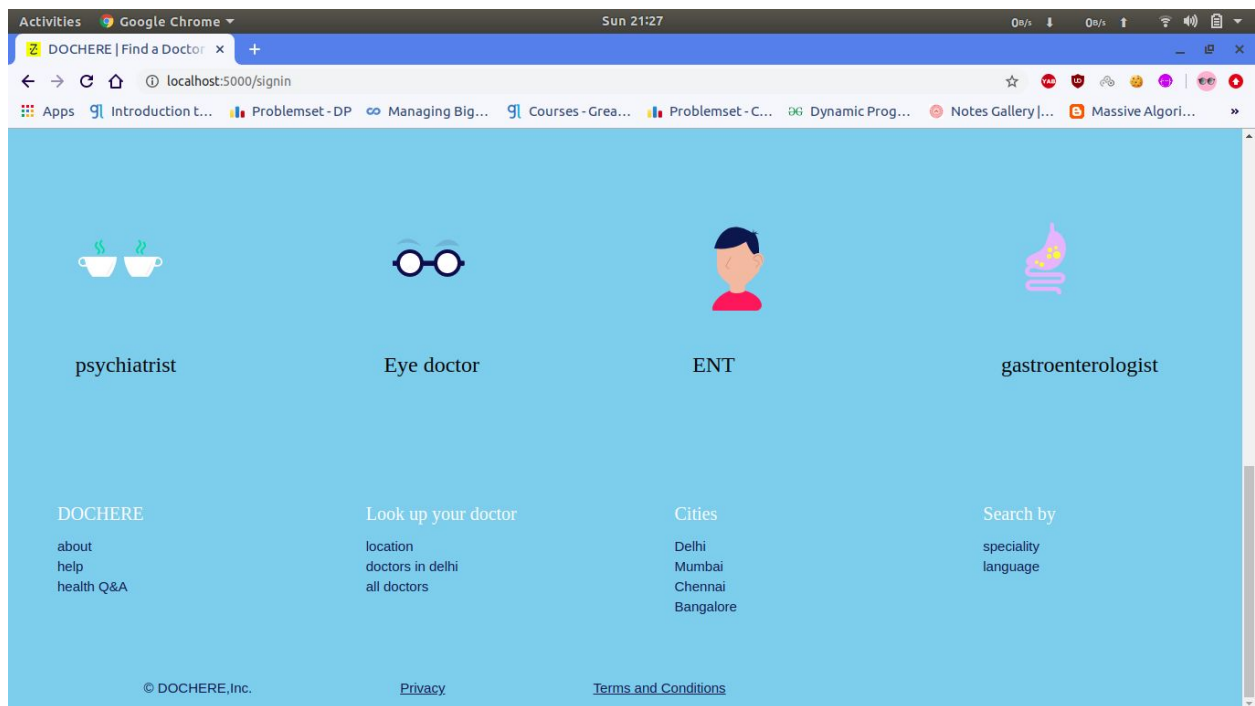 Activities Google Chrome Sun 21:27 0B/s 0B/s
DOCHERE | Find a Doctor
localhost:5000/signin
Apps Introduction t... Problemset - DP Managing Big... Courses - Grea... Problemset - C... Dynamic Prog... Notes Gallery |... Massive Algori... »
psychiatrist Eye doctor ENT gastroenterologist
DOCHERE Look up your doctor Cities Search by
about location Delhi speciality
help doctors in delhi Mumbai language
health Q&A all doctors Chennai
Bangalore
© DOCHERE,Inc. Privacy Terms and Conditions